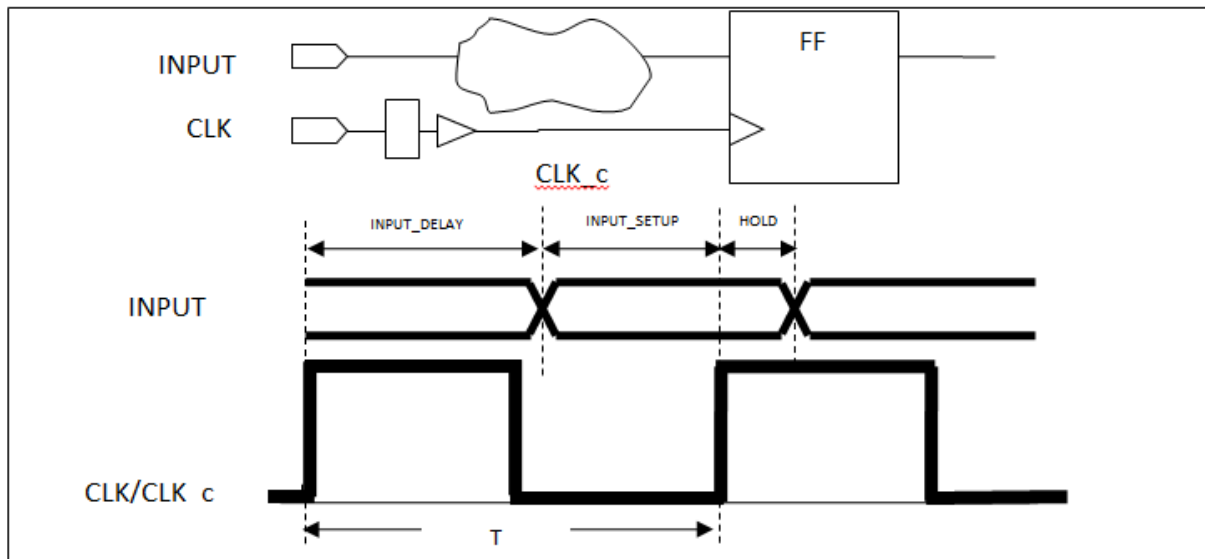 INPUT
FF
CLK
CLK_c
INPUT_DELAY
INPUT_SETUP
HOLD
INPUT
CLK/CLK c
T